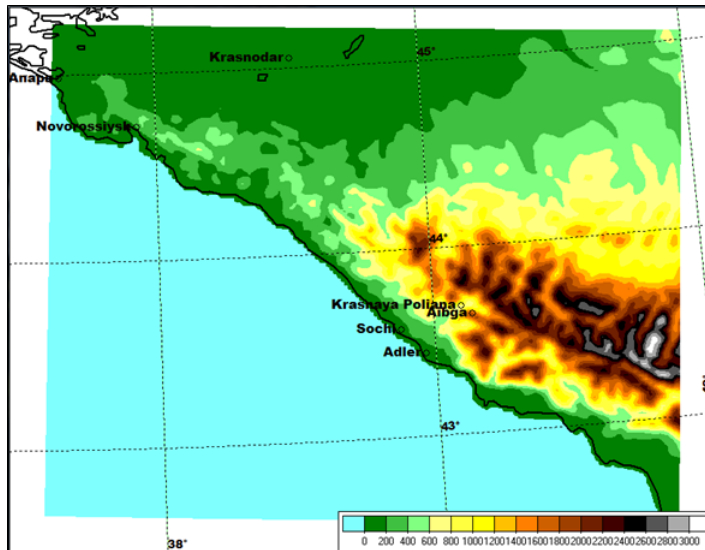 45°
Krasnodar
Анапа
Novorossiysk
44°
Krasnaya Poliana
Aibga
Sochi
Adler
43°
38°
0 200 400 600 800 1000 1200 1400 1600 1800 2000 2200 2400 2600 2800 3000